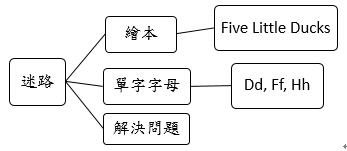 迷路
繪本
Five Little Ducks
單字字母
Dd, Ff, Hh
解決問題